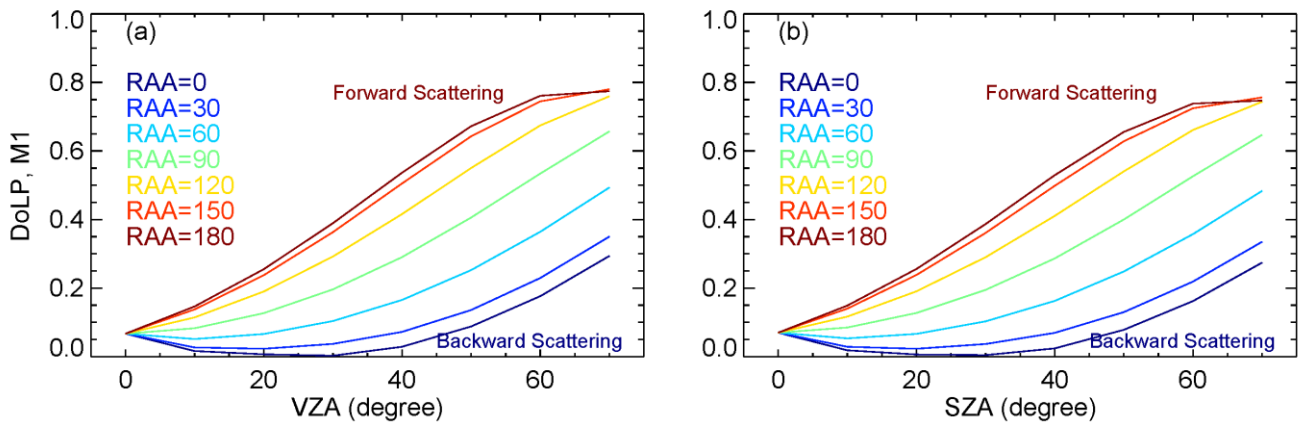 (a)
1.0
0.8
0.6
0.4
0.2
0.0
DoLP, M1
RAA=0
RAA=30
RAA=60
RAA=90
RAA=120
RAA=150
RAA=180
Forward Scattering
Backward Scattering
0 20 40 60
VZA (degree)
(b)
1.0
0.8
0.6
0.4
0.2
0.0
RAA=0
RAA=30
RAA=60
RAA=90
RAA=120
RAA=150
RAA=180
Forward Scattering
Backward Scattering
0 20 40 60
SZA (degree)